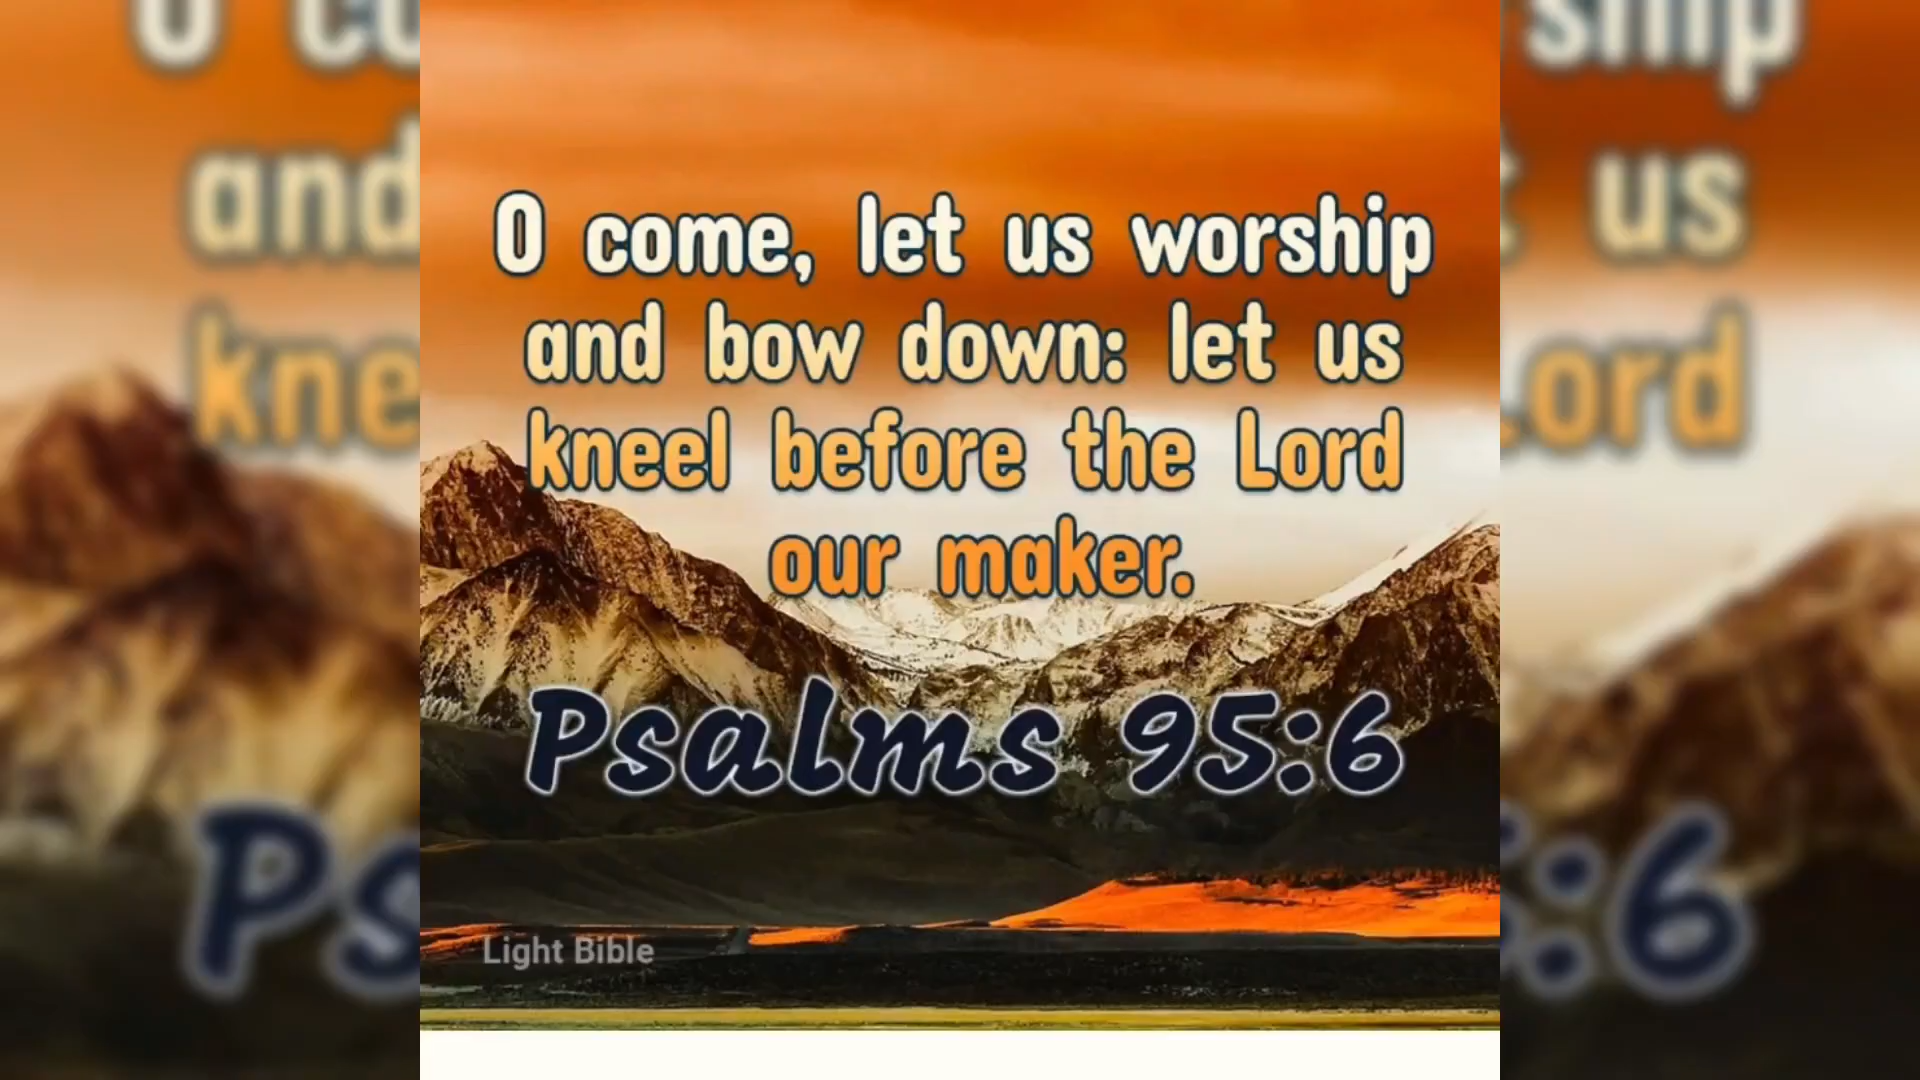 O come, let us worship
and bow down: let us
kneel before the Lord
our maker.
Psalms 95:6
Light Bible